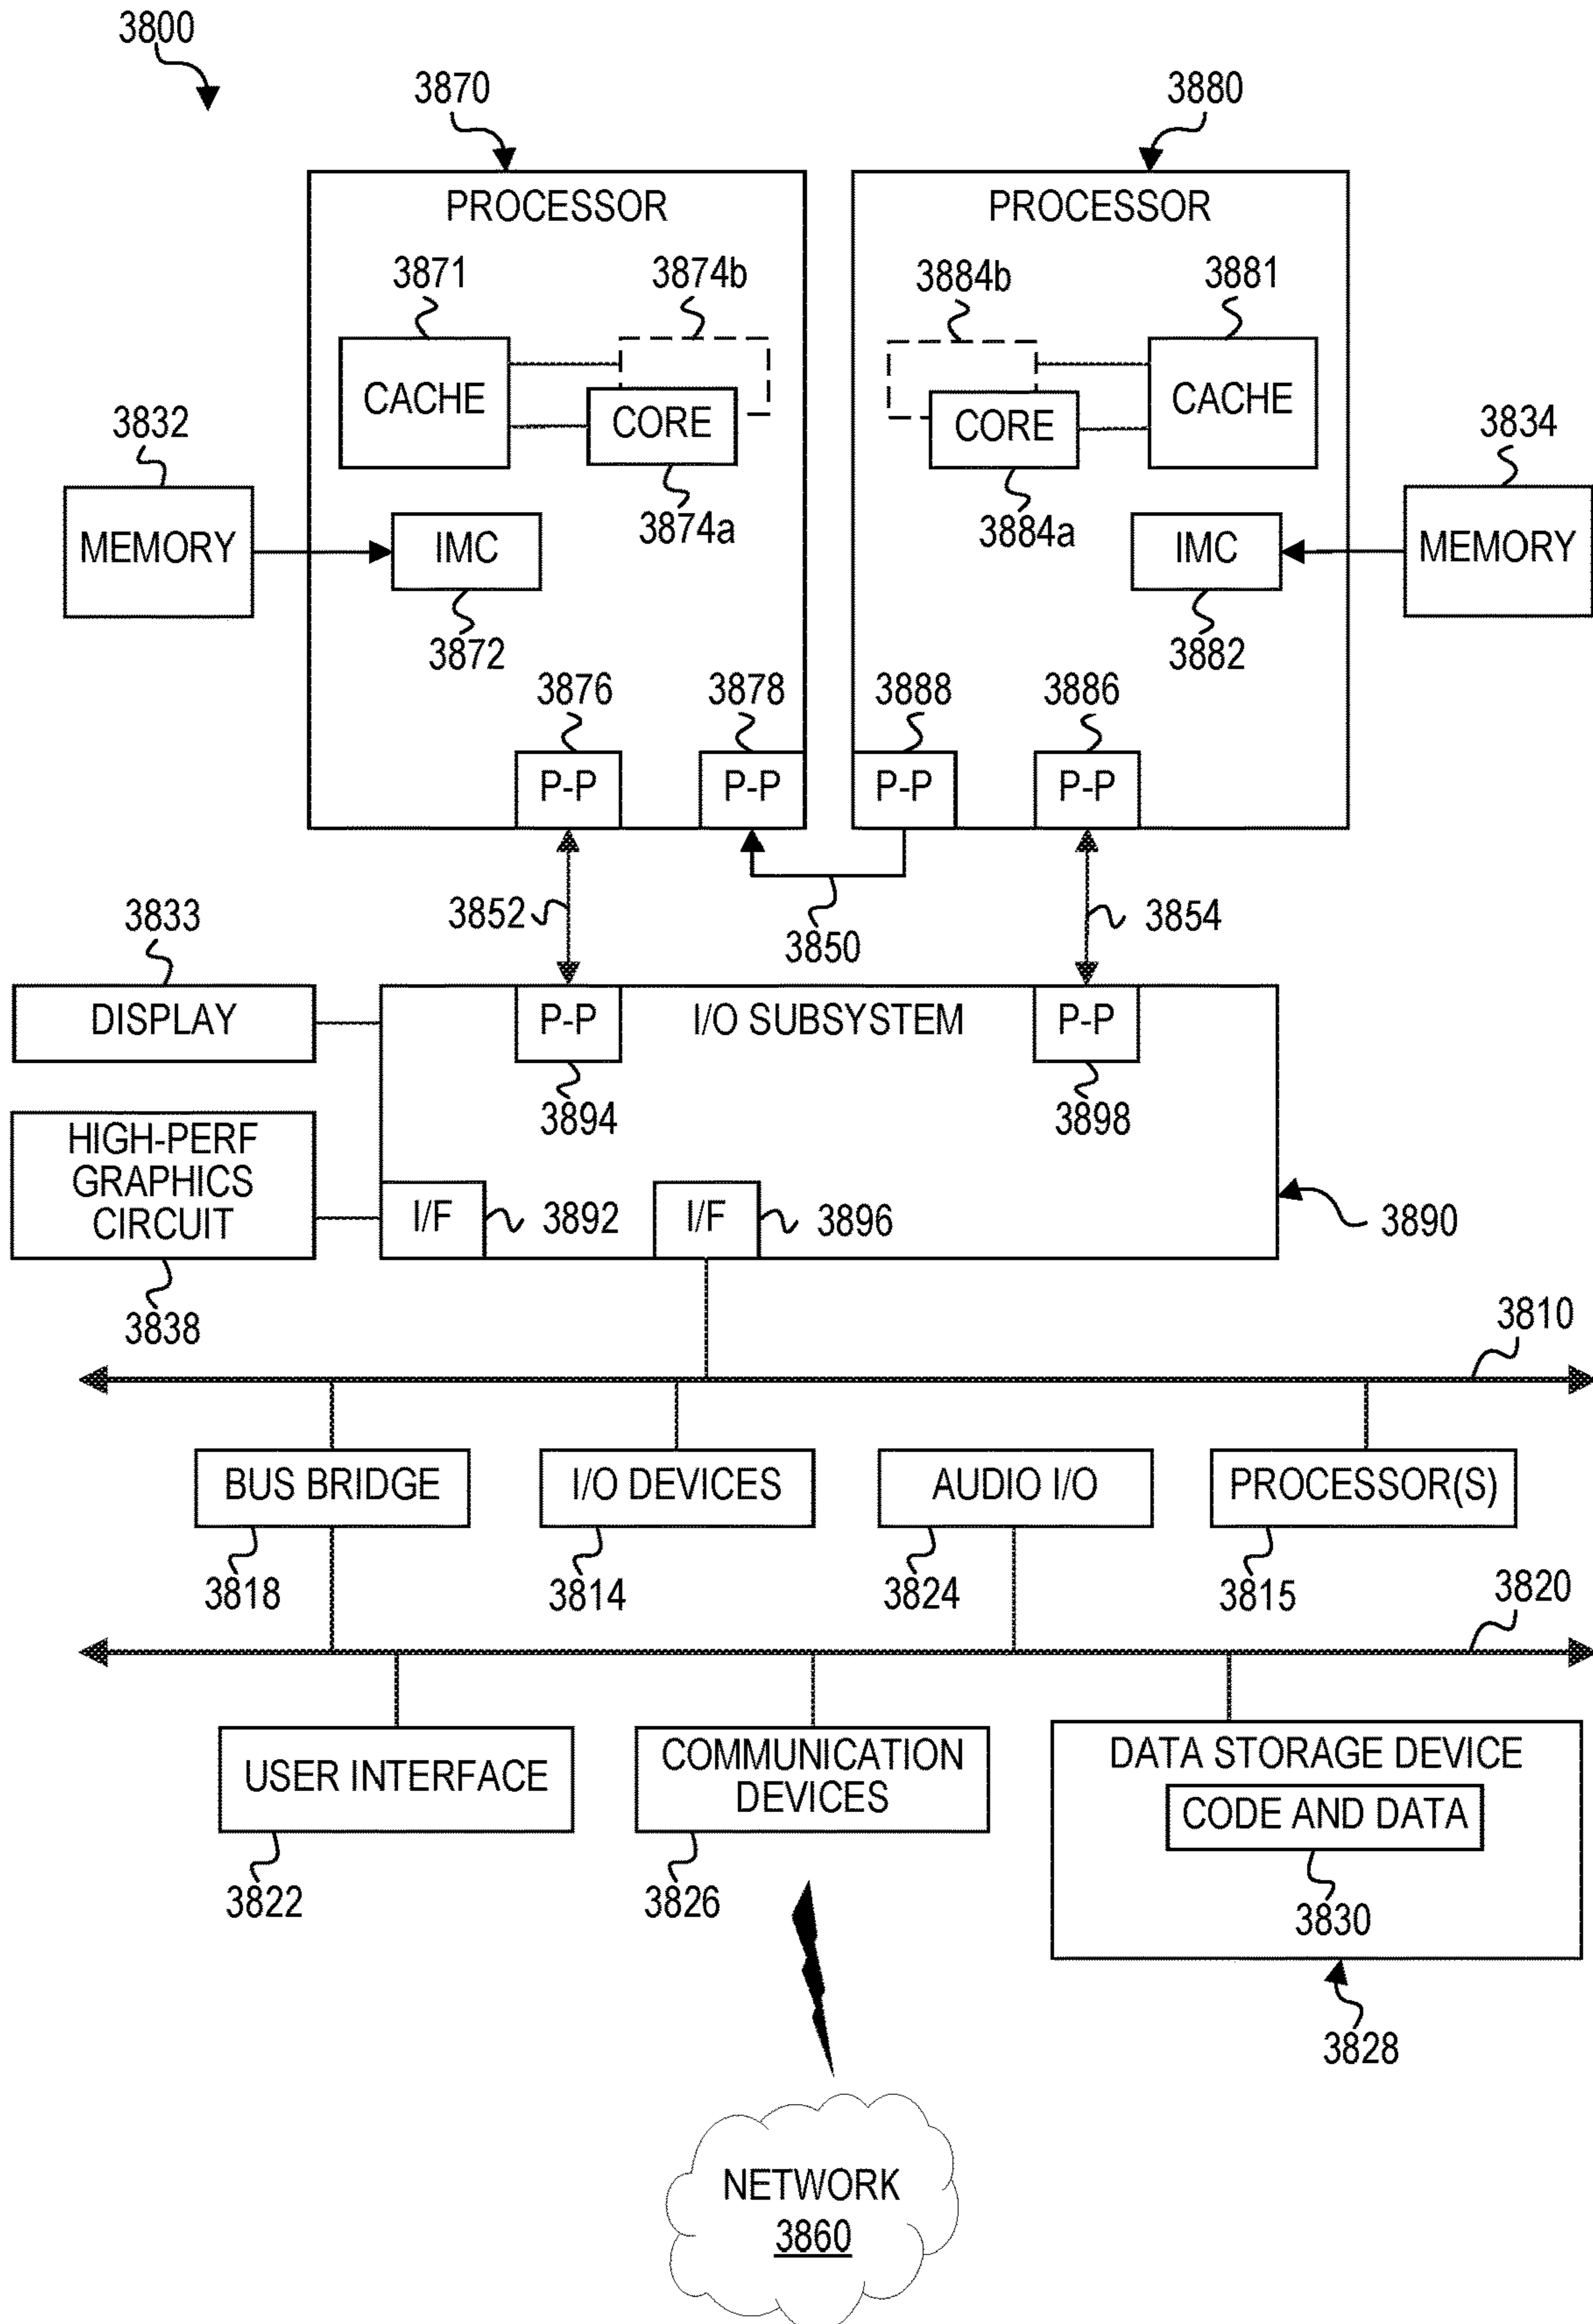 3800
3870
3880
PROCESSOR
PROCESSOR
3871
3874b
3884b
3881
CACHE
CORE
CORE
CACHE
3832
3834
3874a
3884a
MEMORY
IMC
IMC
MEMORY
3872
3882
3876
3878
3888
3886
P-P
P-P
P-P
P-P
3852
3850
3854
3833
DISPLAY
P-P
I/O SUBSYSTEM
P-P
3894
3898
HIGH-PERF
GRAPHICS
CIRCUIT
I/F
3892
I/F
3896
3890
3838
3810
BUS BRIDGE
I/O DEVICES
AUDIO I/O
PROCESSOR(S)
3818
3814
3824
3815
3820
USER INTERFACE
COMMUNICATION
DEVICES
DATA STORAGE DEVICE
CODE AND DATA
3822
3826
3830
3828
NETWORK
3860